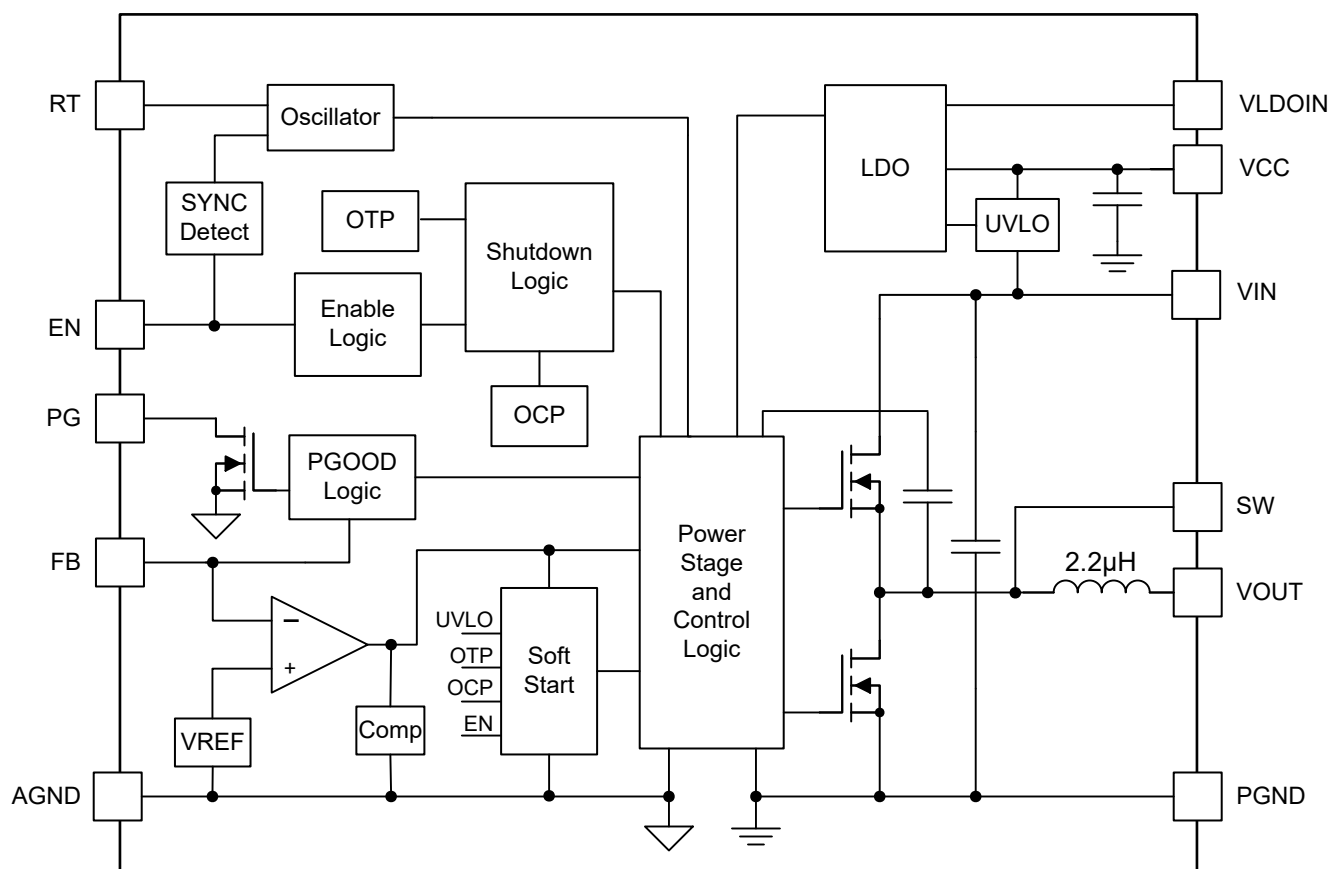 RT
Oscillator
VLDOIN
LDO
VCC
SYNC
Detect
OTP
Shutdown
Logic
UVLO
VIN
EN
Enable
Logic
OCP
PG
PGOOD
Logic
SW
FB
Power
Stage
and
Control
Logic
2.2µH
VOUT
−
+
UVLO
OTP
OCP
EN
Soft
Start
VREF
Comp
AGND
PGND